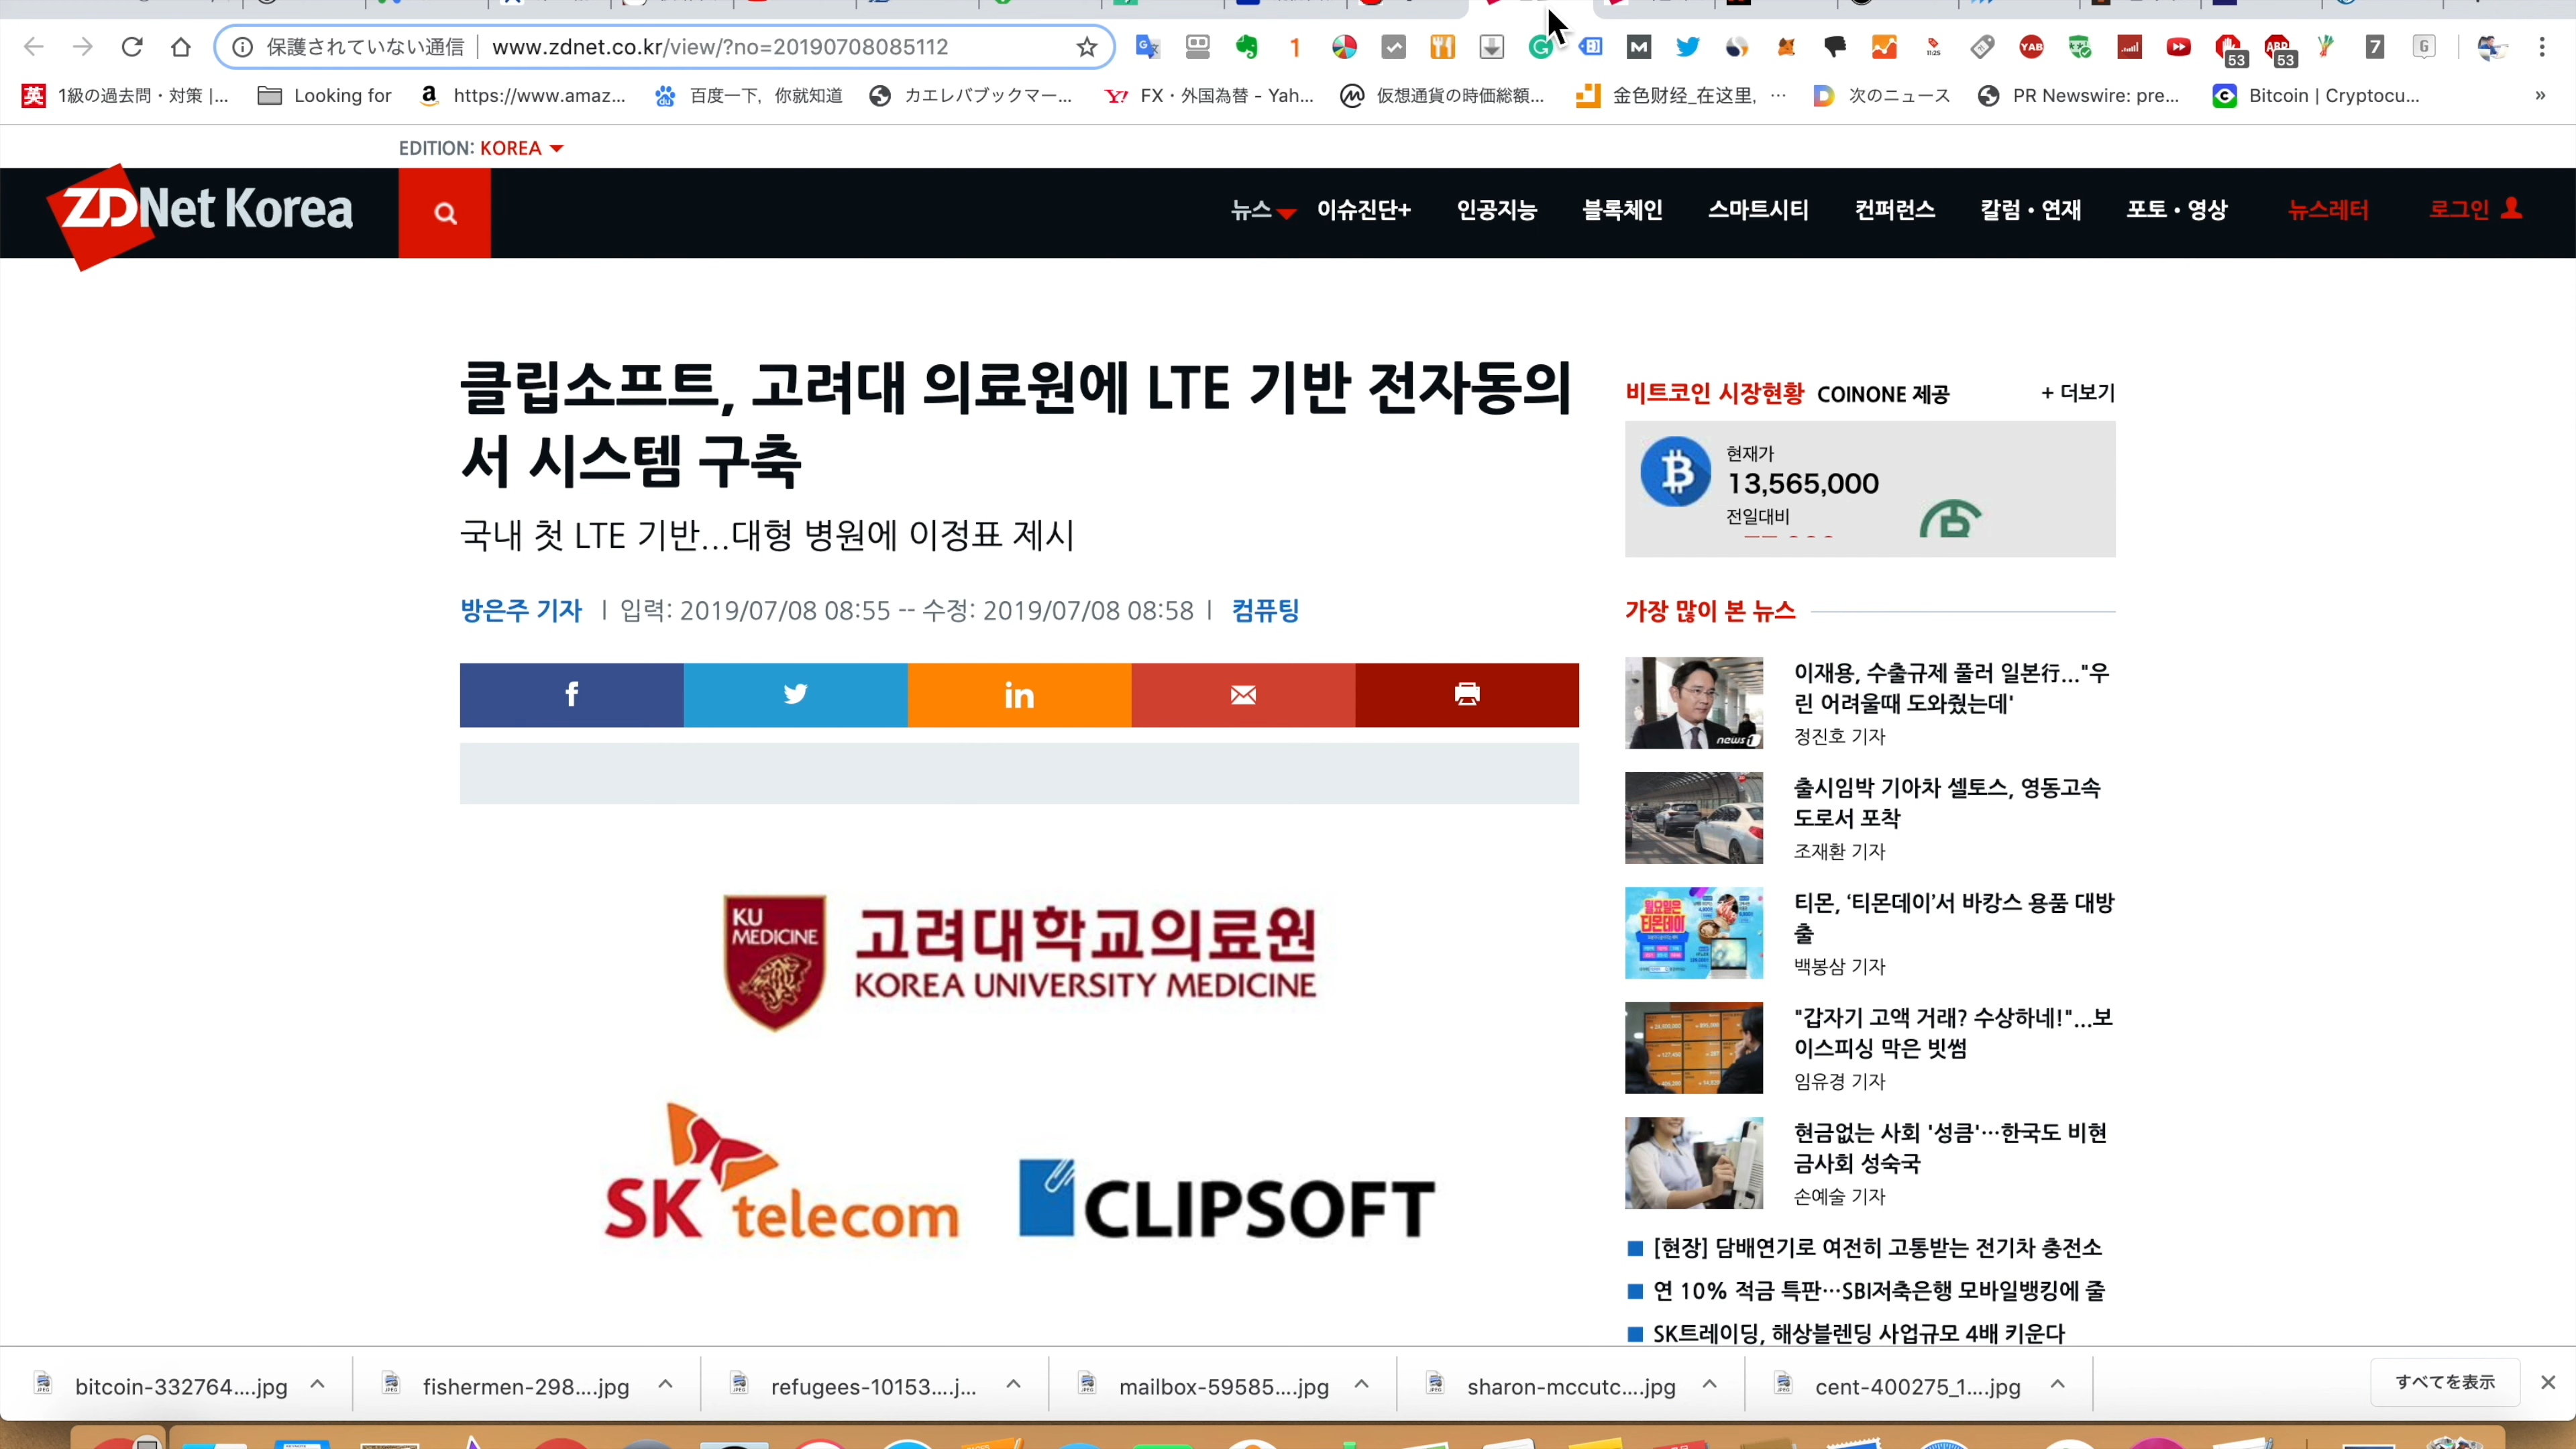 保護されていない通信 | www.zdnet.co.kr/view/?no=20190708085112
1
11:25
YAB
53
ABP
53
7
G
英 1級の過去問・対策 |... Looking for https://www.amaz... 百度一下，你就知道 カエレバブックマー... FX・外国為替 - Yah... 仮想通貨の時価総額... 金色财经_在这里, … 次のニュース PR Newswire: pre... Bitcoin | Cryptocu... »
EDITION: KOREA
ZDNet Korea
뉴스 이슈진단+ 인공지능 블록체인 스마트시티 컨퍼런스 칼럼·연재 포토·영상 뉴스레터 로그인
클립소프트, 고려대 의료원에 LTE 기반 전자동의
서 시스템 구축
국내 첫 LTE 기반...대형 병원에 이정표 제시
방은주 기자 | 입력: 2019/07/08 08:55 -- 수정: 2019/07/08 08:58 | 컴퓨팅
KU
MEDICINE
고려대학교의료원
KOREA UNIVERSITY MEDICINE
SK telecom
CLIPSOFT
비트코인 시장현황 COINONE 제공 + 더보기
현재가
13,565,000
전일대비
가장 많이 본 뉴스
이재용, 수출규제 풀러 일본行..."우
린 어려울때 도와줬는데'
정진호 기자
news1
출시임박 기아차 셀토스, 영동고속
도로서 포착
조재환 기자
티몬, ‘티몬데이’서 바캉스 용품 대방
출
백봉삼 기자
일요일은
티몬데이
"갑자기 고액 거래? 수상하네!"...보
이스피싱 막은 빗썸
임유경 기자
현금없는 사회 '성큼'…한국도 비현
금사회 성숙국
손예술 기자
[현장] 담배연기로 여전히 고통받는 전기차 충전소
연 10% 적금 특판…SBI저축은행 모바일뱅킹에 줄
SK트레이딩, 해상블렌딩 사업규모 4배 키운다
bitcoin-332764....jpg fishermen-298....jpg refugees-10153....j... mailbox-59585....jpg sharon-mccutc....jpg cent-400275_1....jpg すべてを表示